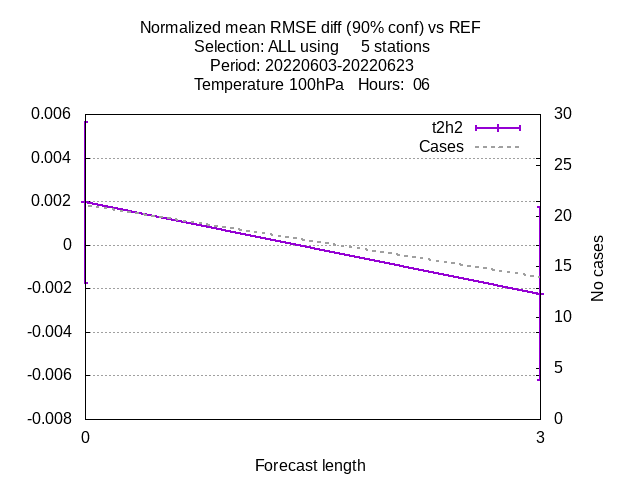 Normalized mean RMSE diff (90% conf) vs REF
Selection: ALL using     5 stations
Period: 20220603-20220623
Temperature 100hPa   Hours:  06
t2h2
Cases
0.006
0.004
0.002
0
-0.002
-0.004
-0.006
-0.008
30
25
20
15
10
5
0
No cases
0
3
Forecast length